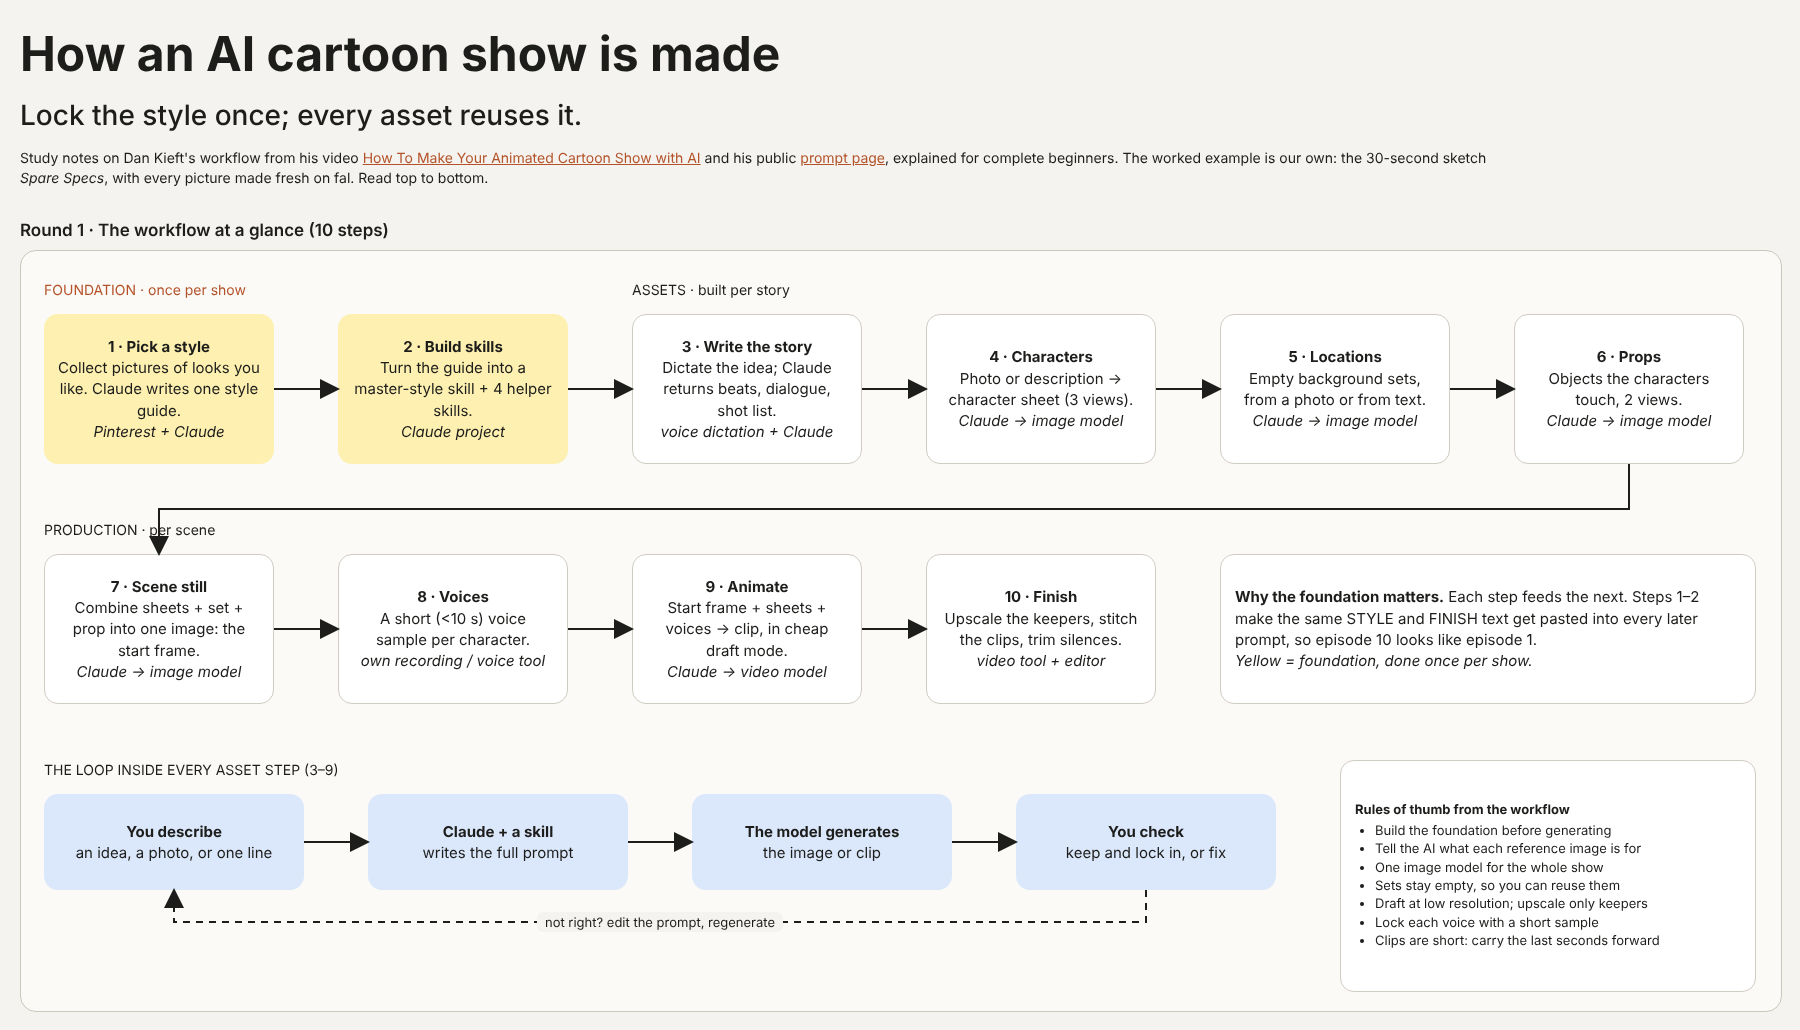 How an AI cartoon show is made
Lock the style once; every asset reuses it.
Study notes on Dan Kieft's workflow from his video How To Make Your Animated Cartoon Show with AI and his public prompt page, explained for complete beginners. The worked example is our own: the 30-second sketch
Spare Specs, with every picture made fresh on fal. Read top to bottom.
Round 1 · The workflow at a glance (10 steps)
FOUNDATION · once per show
ASSETS · built per story
1 · Pick a style
Collect pictures of looks you
like. Claude writes one style
guide.
Pinterest + Claude
2 · Build skills
Turn the guide into a
master-style skill + 4 helper
skills.
Claude project
3 · Write the story
Dictate the idea; Claude
returns beats, dialogue,
shot list.
voice dictation + Claude
4 · Characters
Photo or description →
character sheet (3 views).
Claude → image model
5 · Locations
Empty background sets,
from a photo or from text.
Claude → image model
6 · Props
Objects the characters
touch, 2 views.
Claude → image model
PRODUCTION · per scene
7 · Scene still
Combine sheets + set +
prop into one image: the
start frame.
Claude → image model
8 · Voices
A short (<10 s) voice
sample per character.
own recording / voice tool
9 · Animate
Start frame + sheets +
voices → clip, in cheap
draft mode.
Claude → video model
10 · Finish
Upscale the keepers, stitch
the clips, trim silences.
video tool + editor
Why the foundation matters. Each step feeds the next. Steps 1–2
make the same STYLE and FINISH text get pasted into every later
prompt, so episode 10 looks like episode 1.
Yellow = foundation, done once per show.
THE LOOP INSIDE EVERY ASSET STEP (3–9)
You describe
an idea, a photo, or one line
Claude + a skill
writes the full prompt
The model generates
the image or clip
You check
keep and lock in, or fix
not right? edit the prompt, regenerate
Rules of thumb from the workflow
• Build the foundation before generating
• Tell the AI what each reference image is for
• One image model for the whole show
• Sets stay empty, so you can reuse them
• Draft at low resolution; upscale only keepers
• Lock each voice with a short sample
• Clips are short: carry the last seconds forward